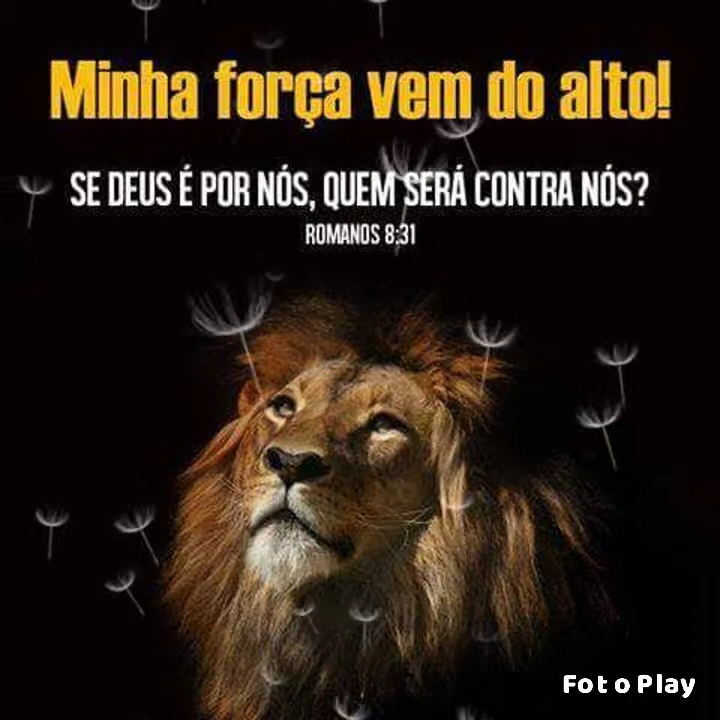 Minha força vem do alto!
SE DEUS É POR NÓS, QUEM SERÁ CONTRA NÓS?
ROMANOS 8:31
Fot o Play